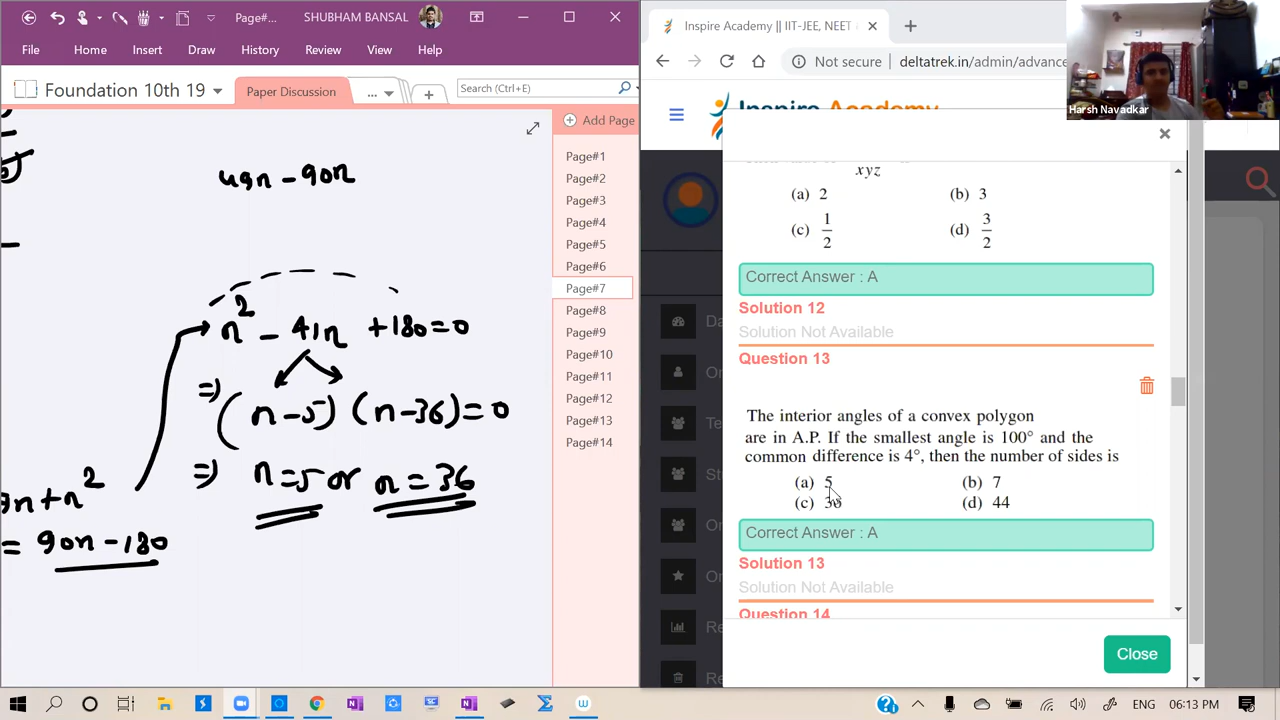 Page#...
SHUBHAM BANSAL
File Home Insert Draw History Review View Help
Foundation 10th 19
Paper Discussion
...
Search (Ctrl+E)
Add Page
Page#1
Page#2
Page#3
Page#4
Page#5
Page#6
Page#7
Page#8
Page#9
Page#10
Page#11
Page#12
Page#13
Page#14
49n - 90n
n² - 41n + 180 = 0
⇒ (n-5) (n-36) = 0
⇒ n = 5 or n = 36
n + n²
= 90n - 180
Inspire Academy || IIT-JEE, NEET
Not secure deltatrek.in/admin/advance
Harsh Navadkar
Inspire Academy
×
xyz
(a) 2 (b) 3
(c) 1/2 (d) 3/2
Correct Answer : A
Solution 12
Solution Not Available
Question 13
The interior angles of a convex polygon
are in A.P. If the smallest angle is 100° and the
common difference is 4°, then the number of sides is
(a) 5 (b) 7
(c) 36 (d) 44
Correct Answer : A
Solution 13
Solution Not Available
Question 14
Close
Da
O
Te
St
O
O
Re
R
06:13 PM